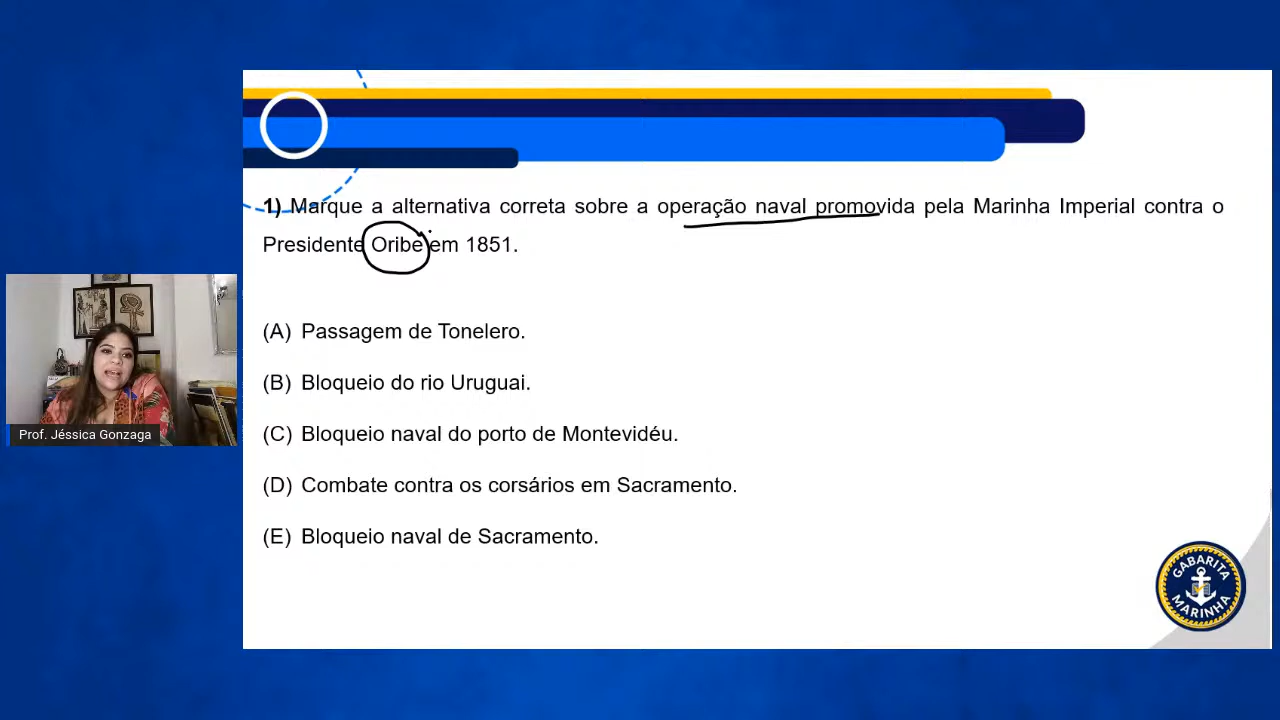 1) Marque a alternativa correta sobre a operação naval promovida pela Marinha Imperial contra o
Presidente Oribe em 1851.
(A) Passagem de Tonelero.
(B) Bloqueio do rio Uruguai.
(C) Bloqueio naval do porto de Montevidéu.
(D) Combate contra os corsários em Sacramento.
(E) Bloqueio naval de Sacramento.
Prof. Jéssica Gonzaga
GABARITA
MARINHA